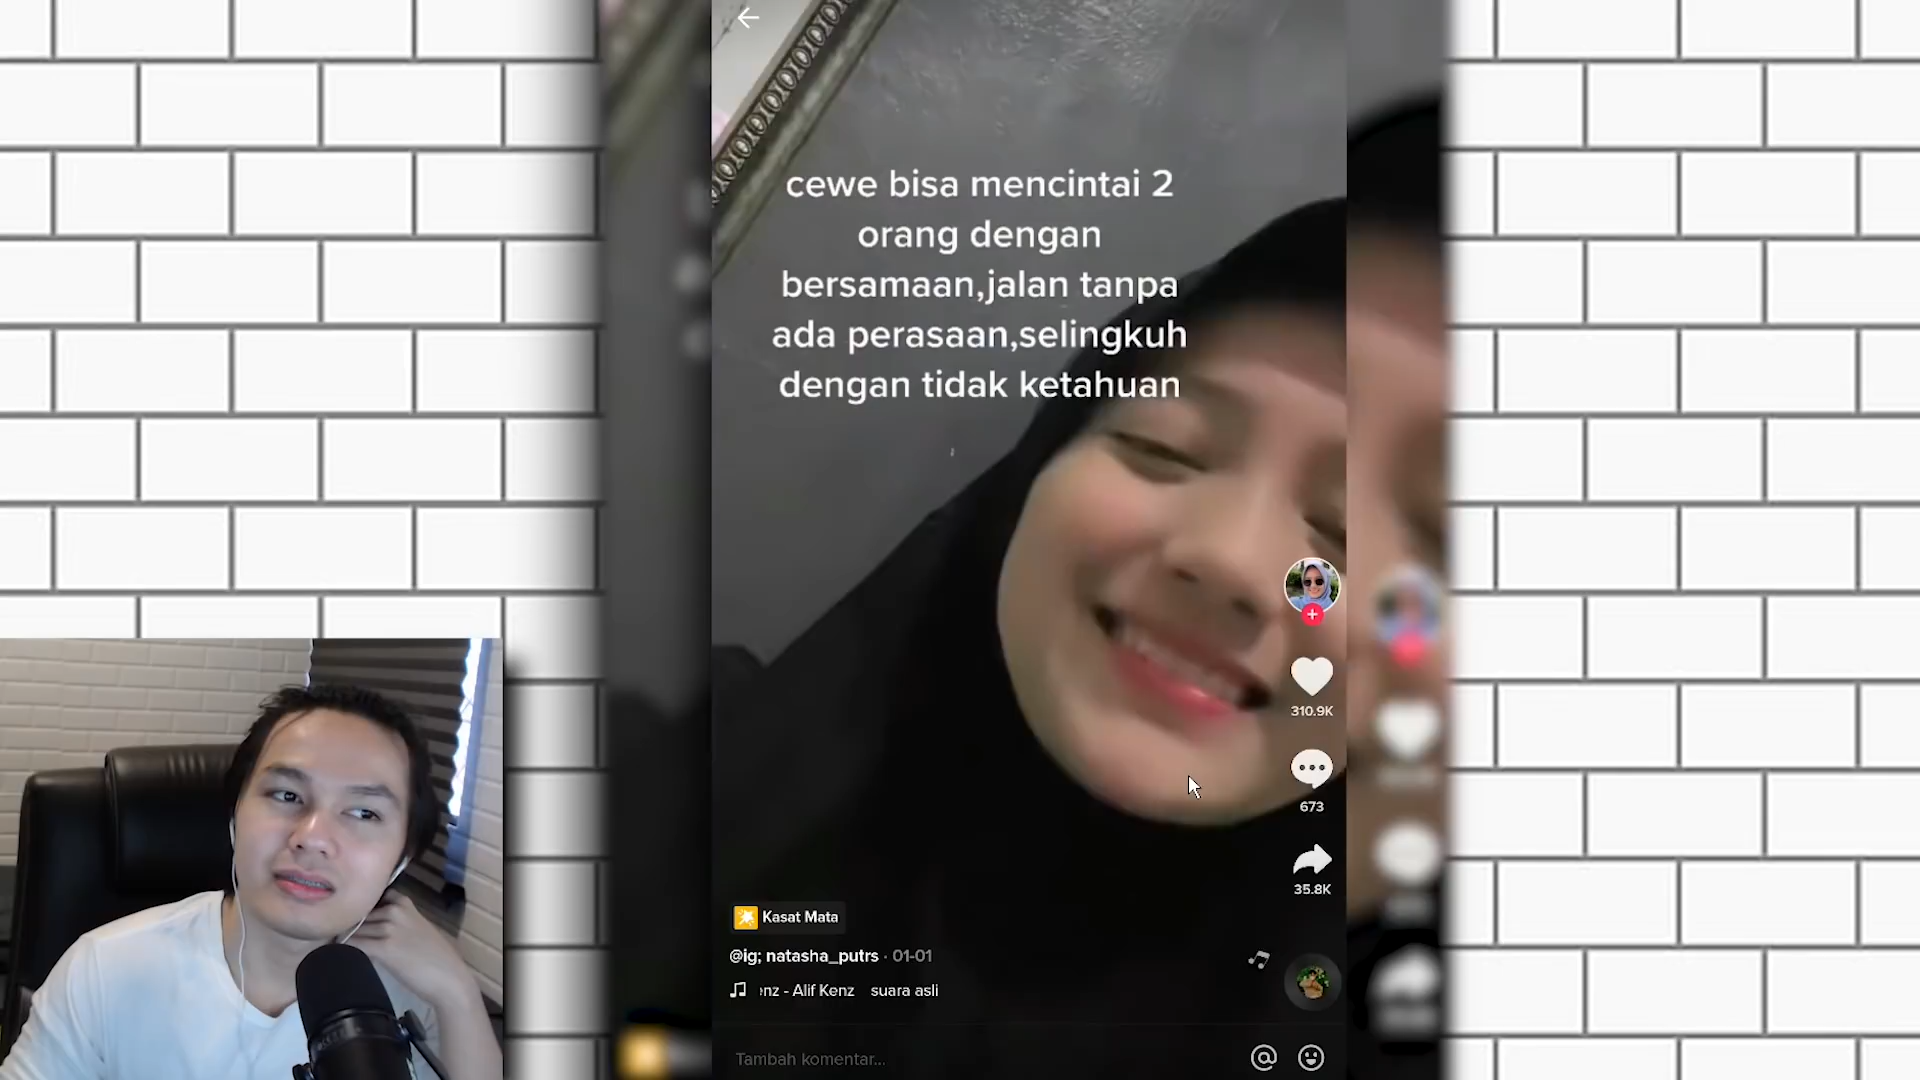 cewe bisa mencintai 2
orang dengan
bersamaan,jalan tanpa
ada perasaan,selingkuh
dengan tidak ketahuan
310.9K
673
35.8K
Kasat Mata
@ig; natasha_putrs · 01-01
enz - Alif Kenz suara asli
Tambah komentar...